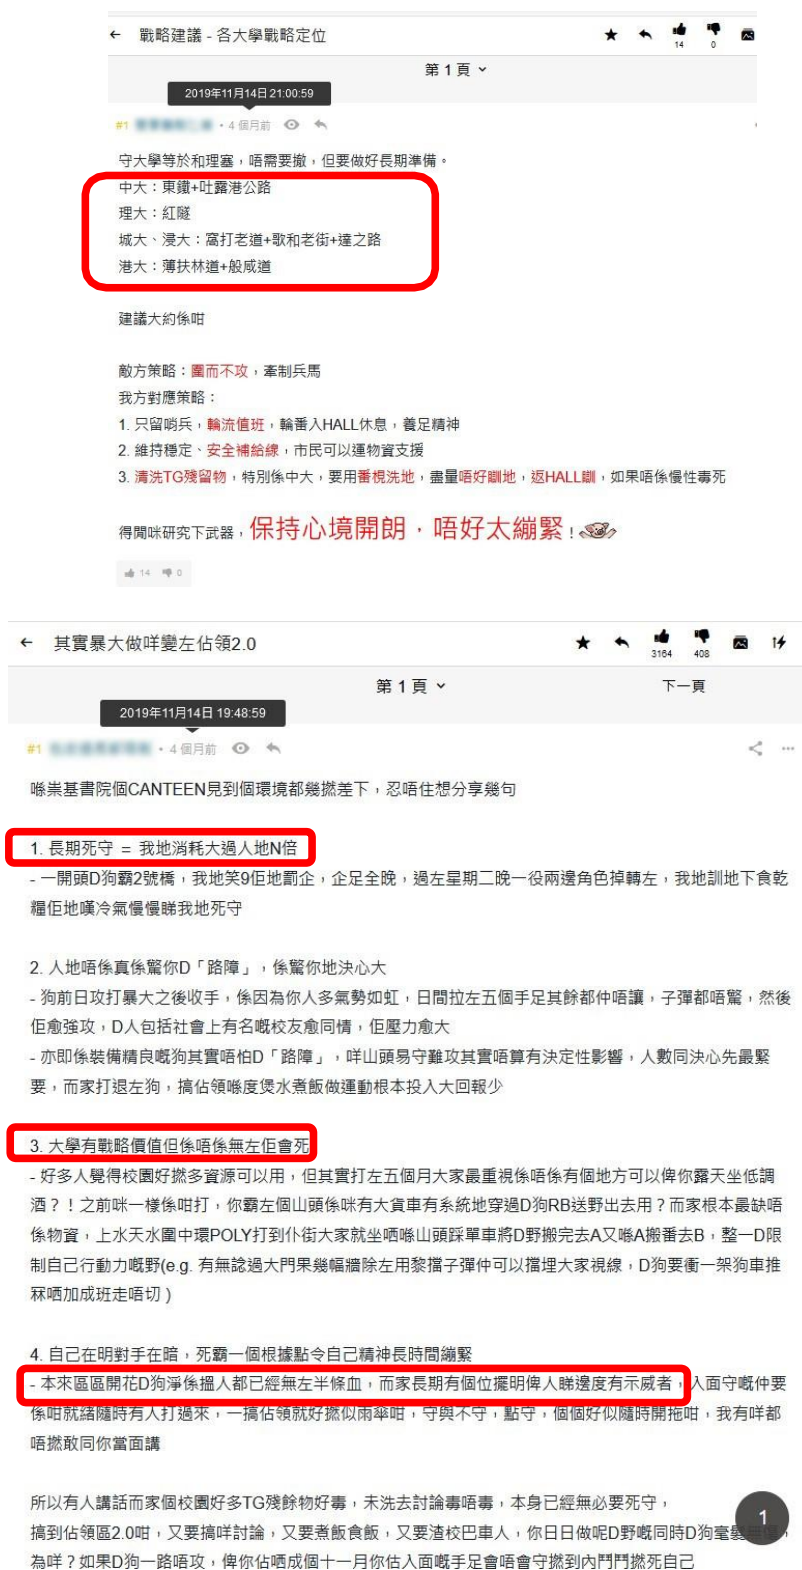 ← 戰略建議 - 各大學戰略定位
14 0
第 1 頁
2019年11月14日 21:00:59
#1 • 4 個月前
守大學等於和理塞，唔需要撤，但要做好長期準備。
中大：東鐵+吐露港公路
理大：紅隧
城大、浸大：窩打老道+歌和老街+達之路
港大：薄扶林道+般咸道
建議大約係咁
敵方策略：圍而不攻，牽制兵馬
我方對應策略：
1. 只留哨兵，輪流值班，輪番入HALL休息，養足精神
2. 維持穩定、安全補給線，市民可以運物資支援
3. 清洗TG殘留物，特別係中大，要用番梘洗地，盡量唔好瞓地，返HALL瞓，如果唔係慢性毒死
得閒咪研究下武器，保持心境開朗，唔好太繃緊！
14 0
← 其實暴大做咩變左佔領2.0
3164 408
第 1 頁 下一頁
2019年11月14日 19:48:59
#1 • 4 個月前
喺祟基書院個CANTEEN見到個環境都幾撚差下，忍唔住想分享幾句
1. 長期死守 = 我地消耗大過人地N倍
- 一開頭D狗霸2號橋，我地笑9佢地罰企，企足全晚，過左星期二晚一役兩邊角色掉轉左，我地訓地下食乾
糧佢地嘆冷氣慢慢睇我地死守
2. 人地唔係真係驚你D「路障」，係驚你地決心大
- 狗前日攻打暴大之後收手，係因為你人多氣勢如虹，日間拉左五個手足其餘都仲唔讓，子彈都唔驚，然後
佢愈強攻，D人包括社會上有名嘅校友愈同情，佢壓力愈大
- 亦即係裝備精良嘅狗其實唔怕D「路障」，咩山頭易守難攻其實唔算有決定性影響，人數同決心先最緊
要，而家打退左狗，搞佔領喺度煲水煮飯做運動根本投入大回報少
3. 大學有戰略價值但係唔係無左佢會死
- 好多人覺得校園好撚多資源可以用，但其實打左五個月大家最重視係唔係有個地方可以俾你露天坐低調
酒？！之前咪一樣係咁打，你霸左個山頭係咪有大貨車有系統地穿過D狗RB送野出去用？而家根本最缺唔
係物資，上水天水圍中環POLY打到仆街大家就坐哂喺山頭踩單車將D野搬完去A又喺A搬番去B，整一D限
制自己行動力嘅野(e.g. 有無諗過大門果幾幅牆除左用黎擋子彈仲可以擋埋大家視線，D狗要衝一架狗車推
冧哂加成班走唔切 )
4. 自己在明對手在暗，死霸一個根據點令自己精神長時間繃緊
- 本來區區開花D狗淨係搵人都已經無左半條血，而家長期有個位擺明俾人睇邊度有示威者，入面守嘅仲要
係咁就緒隨時有人打過來，一搞佔領就好撚似雨傘咁，守與不守，點守，個個好似隨時開拖咁，我有咩都
唔撚敢同你當面講
所以有人講話而家個校園好多TG殘餘物好毒，未洗去討論毒唔毒，本身已經無必要死守，
搞到佔領區2.0咁，又要搞咩討論，又要煮飯食飯，又要渣校巴車人，你日日做呢D野嘅同時D狗毫髮無傷，
為咩？如果D狗一路唔攻，俾你佔哂成個十一月你估入面嘅手足會唔會守撚到內鬥鬥撚死自己
1